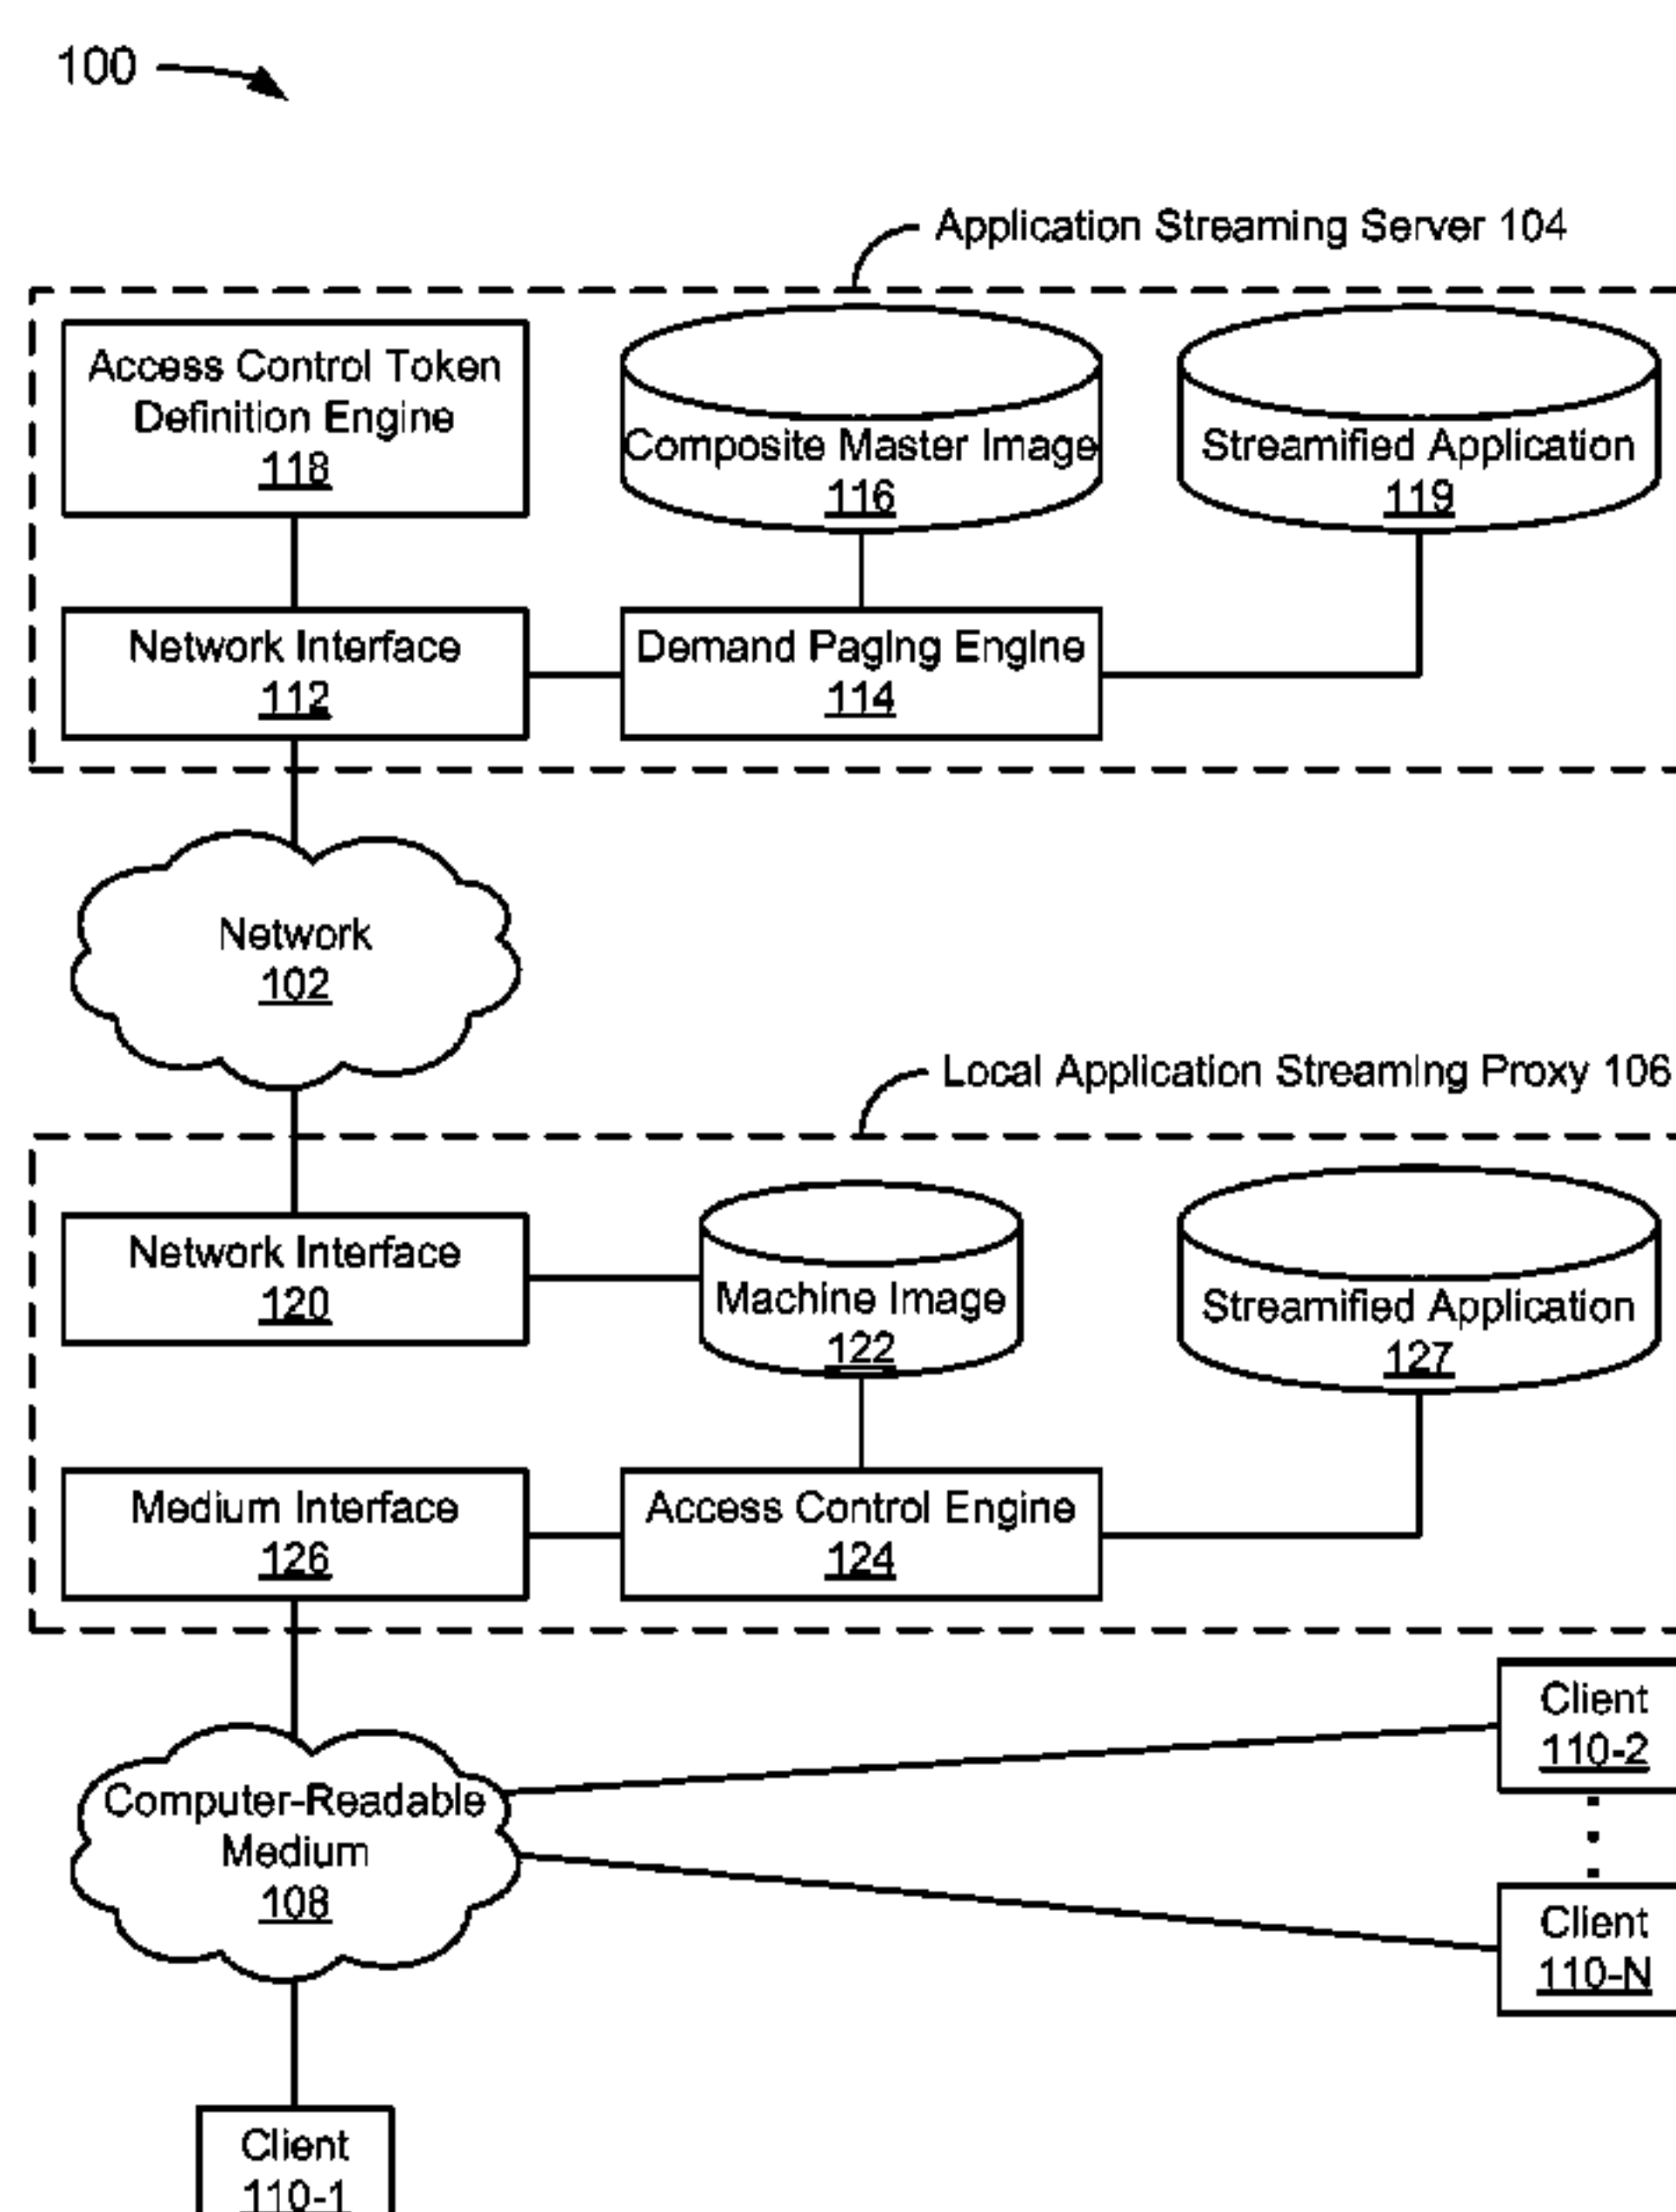 100
Application Streaming Server 104
Access Control Token
Definition Engine
118
Composite Master Image
116
Streamified Application
119
Network Interface
112
Demand Paging Engine
114
Network
102
Local Application Streaming Proxy 106
Network Interface
120
Machine Image
122
Streamified Application
127
Medium Interface
126
Access Control Engine
124
Client
110-2
Computer-Readable
Medium
108
Client
110-N
Client
110-1